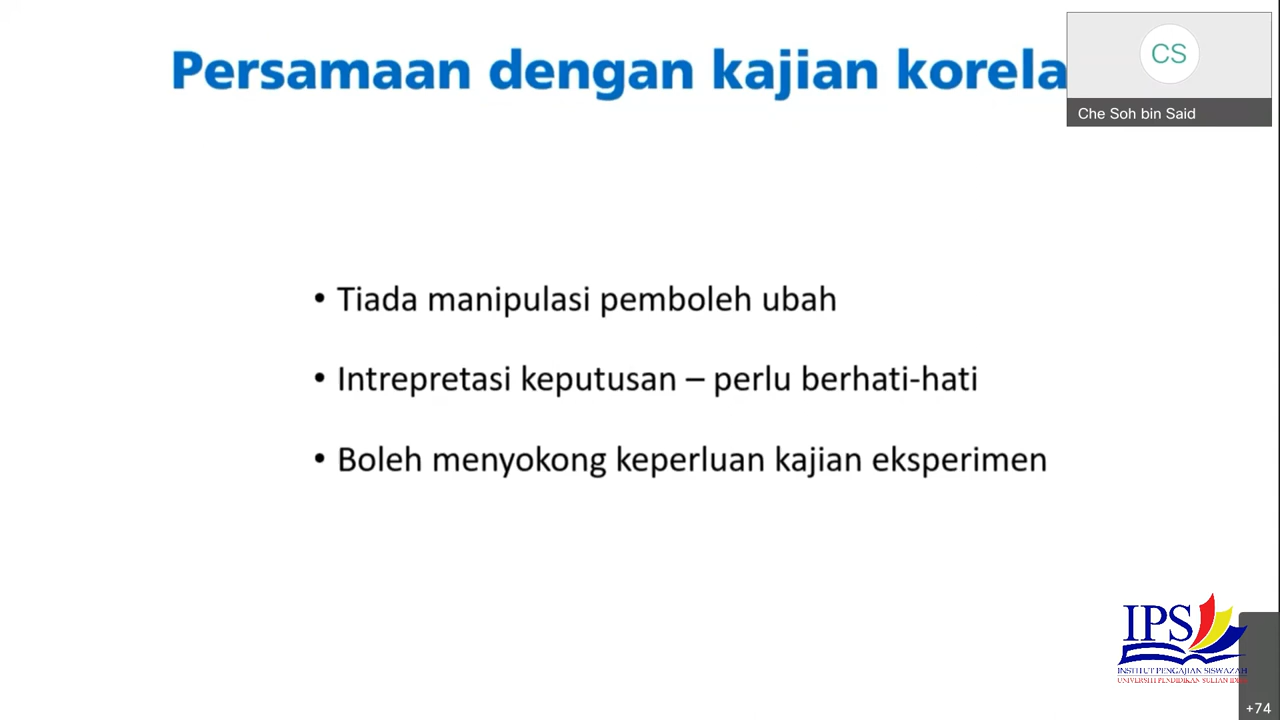 Persamaan dengan kajian korela
CS
Che Soh bin Said
• Tiada manipulasi pemboleh ubah
• Intrepretasi keputusan – perlu berhati-hati
• Boleh menyokong keperluan kajian eksperimen
IPS
INSTITUT PENGAJIAN SISWAZAH
UNIVERSITI PENDIDIKAN SULTAN IDRIS
+74